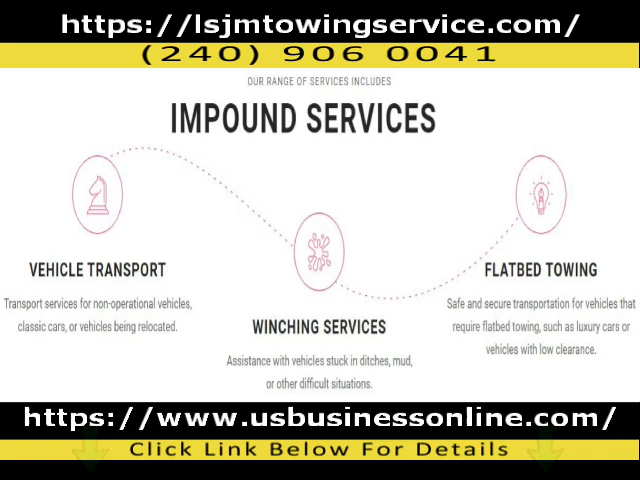 https://lsjmtowingservice.com/
(240) 906 0041
OUR RANGE OF SERVICES INCLUDES
IMPOUND SERVICES
VEHICLE TRANSPORT
Transport services for non-operational vehicles,
classic cars, or vehicles being relocated.
WINCHING SERVICES
Assistance with vehicles stuck in ditches, mud,
or other difficult situations.
FLATBED TOWING
Safe and secure transportation for vehicles that
require flatbed towing, such as luxury cars or
vehicles with low clearance.
https://www.usbusinessonline.com/
Click Link Below For Details